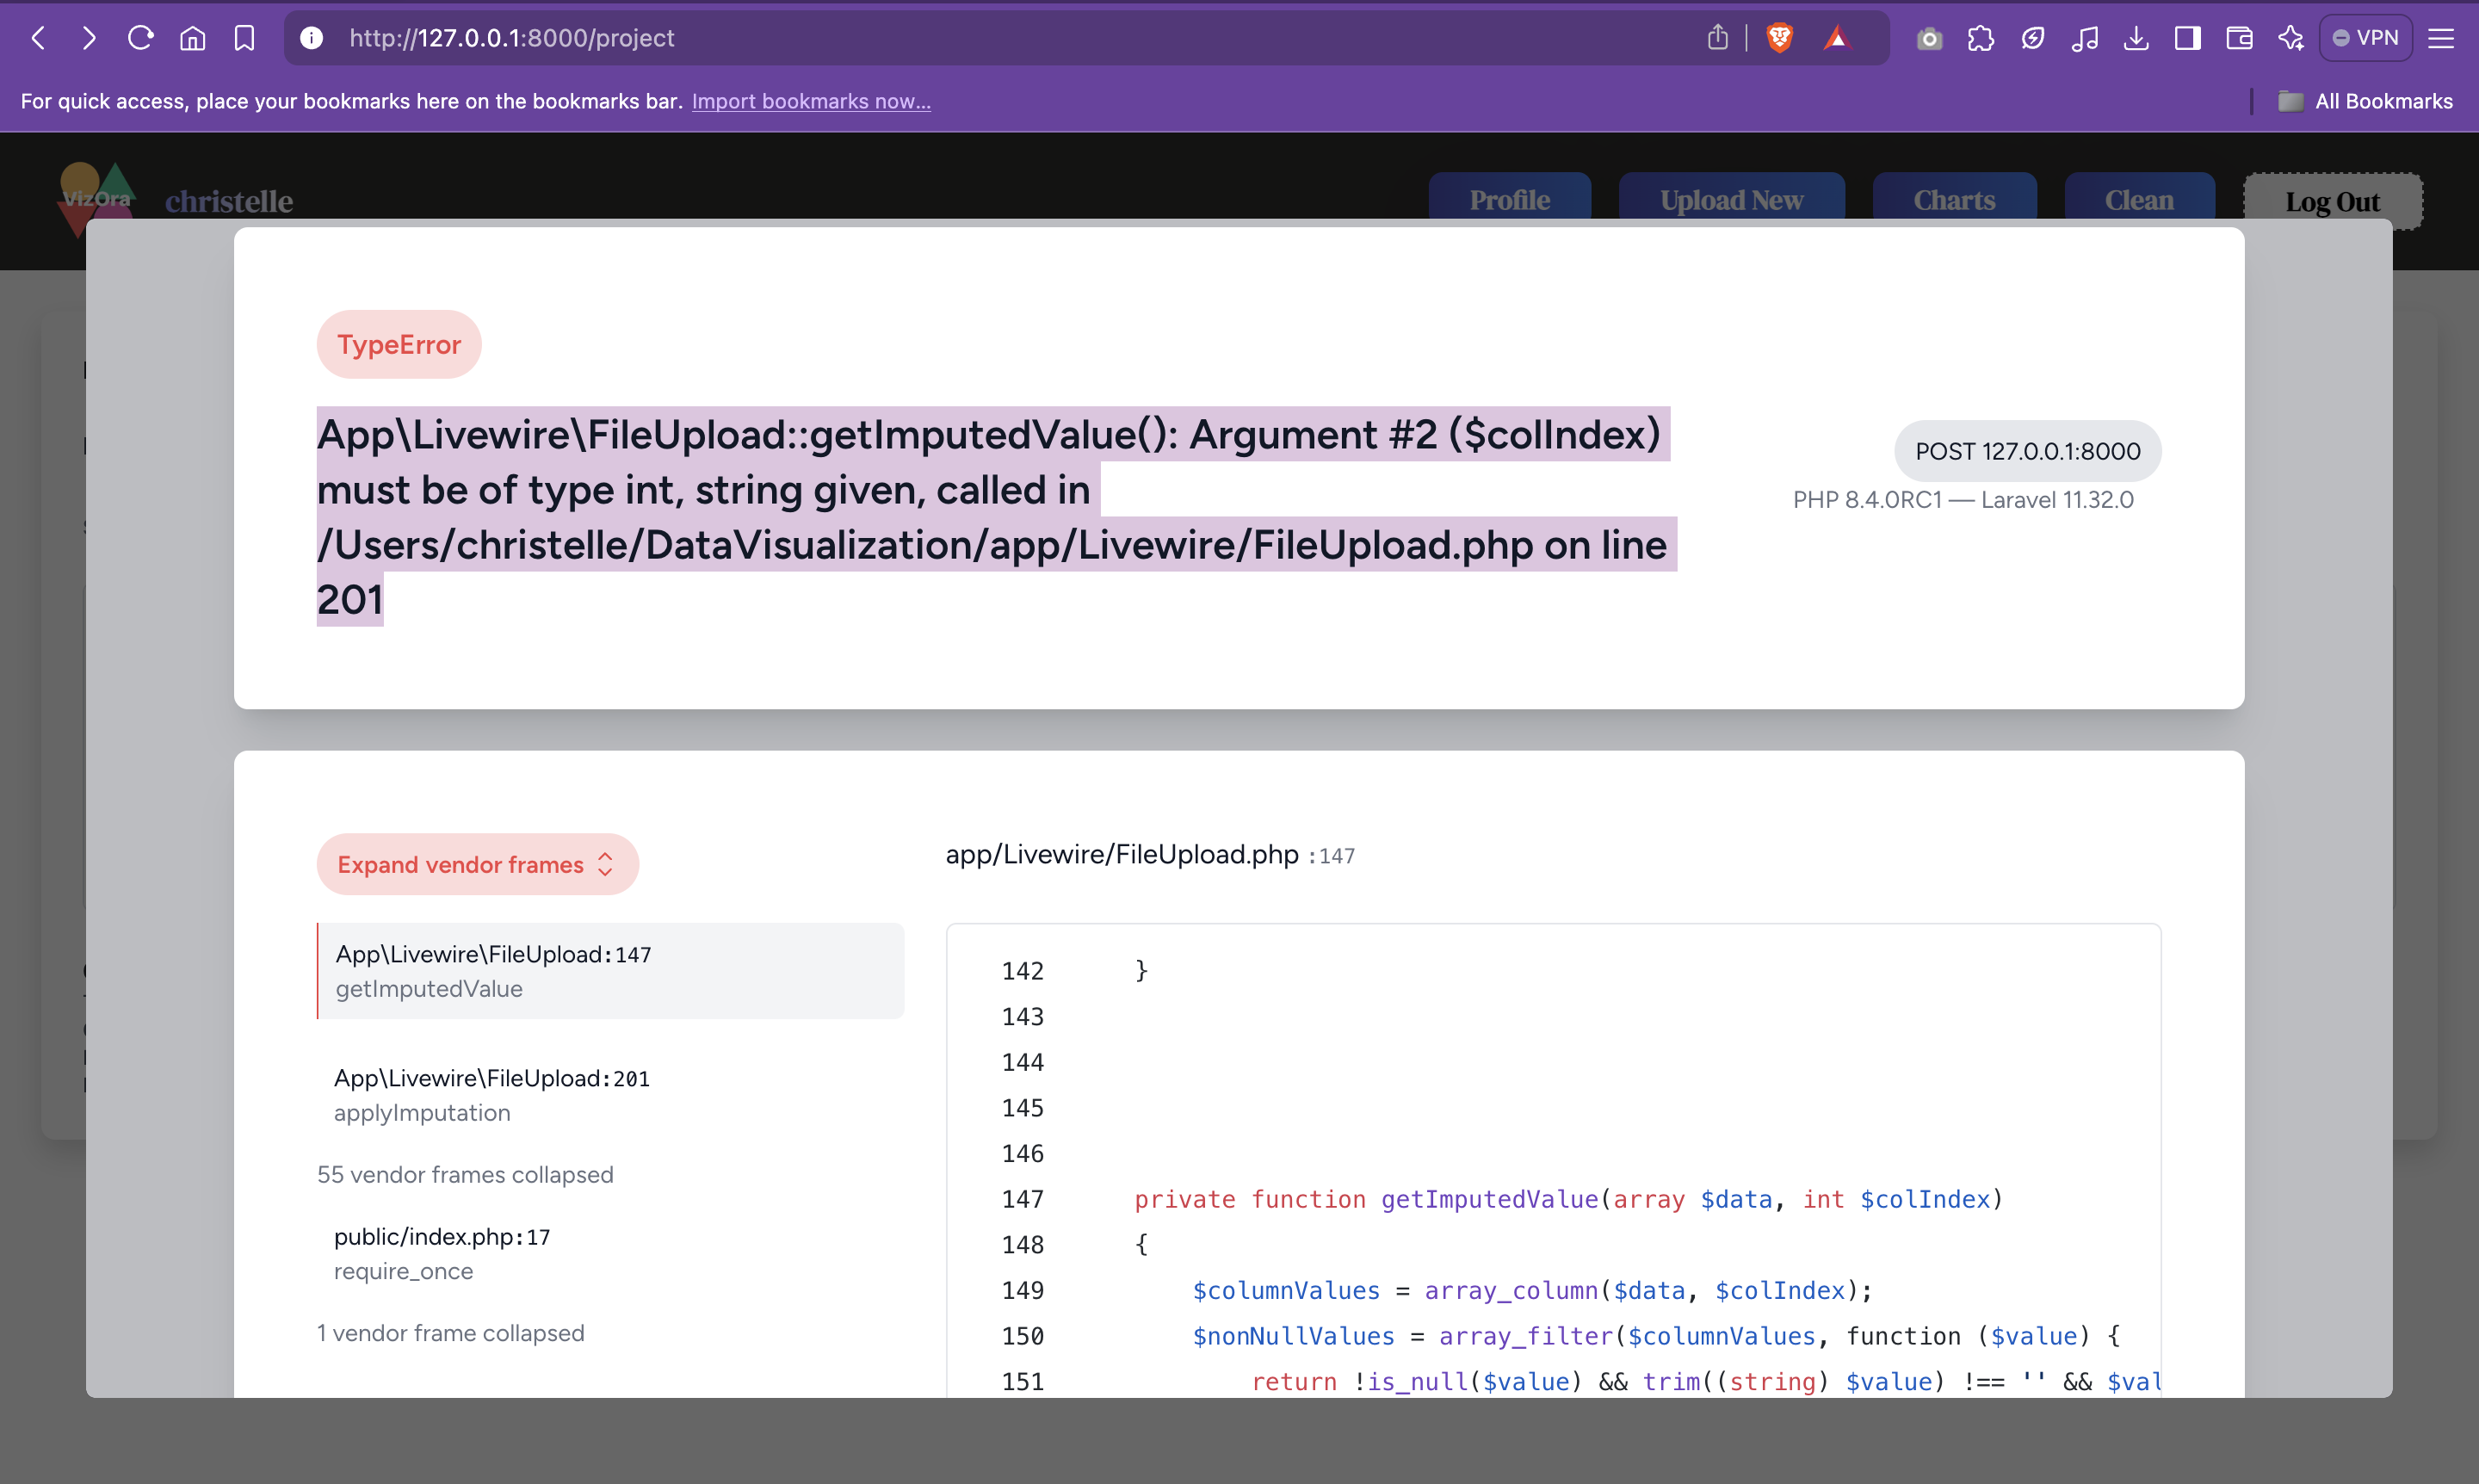 http://127.0.0.1:8000/project
VPN
For quick access, place your bookmarks here on the bookmarks bar. Import bookmarks now...
All Bookmarks
VizOra
christelle
Profile
Upload New
Charts
Clean
Log Out
TypeError
App\Livewire\FileUpload::getImputedValue(): Argument #2 ($colIndex)
must be of type int, string given, called in
/Users/christelle/DataVisualization/app/Livewire/FileUpload.php on line
201
POST 127.0.0.1:8000
PHP 8.4.0RC1 — Laravel 11.32.0
Expand vendor frames
App\Livewire\FileUpload:147
getImputedValue
App\Livewire\FileUpload:201
applyImputation
55 vendor frames collapsed
public/index.php:17
require_once
1 vendor frame collapsed
app/Livewire/FileUpload.php :147
142 }
143
144
145
146
147 private function getImputedValue(array $data, int $colIndex)
148 {
149 $columnValues = array_column($data, $colIndex);
150 $nonNullValues = array_filter($columnValues, function ($value) {
151 return !is_null($value) && trim((string) $value) !== '' && $val